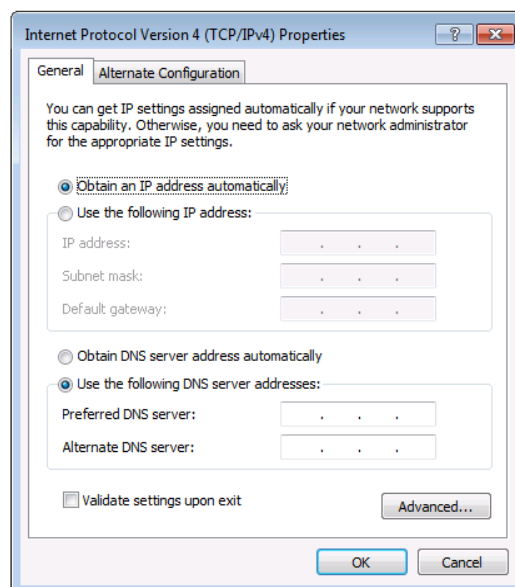 Internet Protocol Version 4 (TCP/IPv4) Properties
?
General
Alternate Configuration
You can get IP settings assigned automatically if your network supports
this capability. Otherwise, you need to ask your network administrator
for the appropriate IP settings.
Obtain an IP address automatically
Use the following IP address:
IP address:
. . .
Subnet mask:
. . .
Default gateway:
. . .
Obtain DNS server address automatically
Use the following DNS server addresses:
Preferred DNS server:
. . .
Alternate DNS server:
. . .
Validate settings upon exit
Advanced...
OK
Cancel